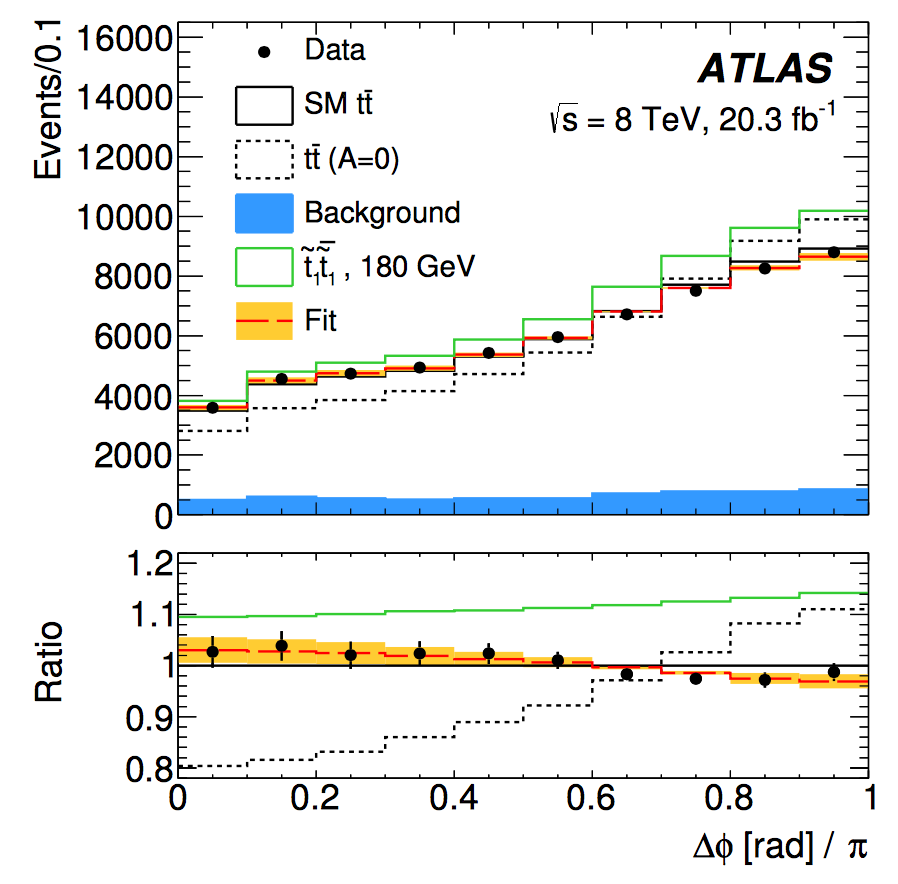 Events/0.1
16000
14000
12000
10000
8000
6000
4000
2000
0
Data
SM tt̄
tt̄ (A=0)
Background
t̃₁t̃̄₁ , 180 GeV
Fit
ATLAS
√s = 8 TeV, 20.3 fb⁻¹
Ratio
1.2
1.1
1
0.9
0.8
0 0.2 0.4 0.6 0.8 1
Δϕ [rad] / π